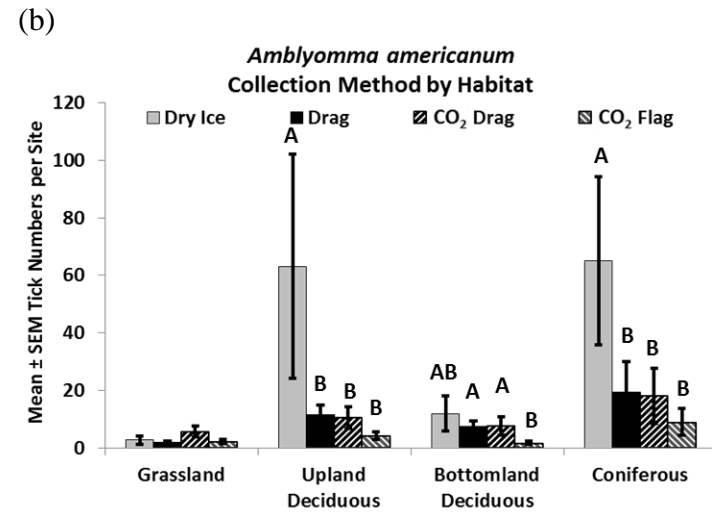 (b)
Amblyomma americanum
Collection Method by Habitat
Mean ± SEM Tick Numbers per Site
120
100
80
60
40
20
0
Dry Ice Drag CO₂ Drag CO₂ Flag
A
B B B
AB A A B
A
B B B
Grassland Upland Deciduous Bottomland Deciduous Coniferous